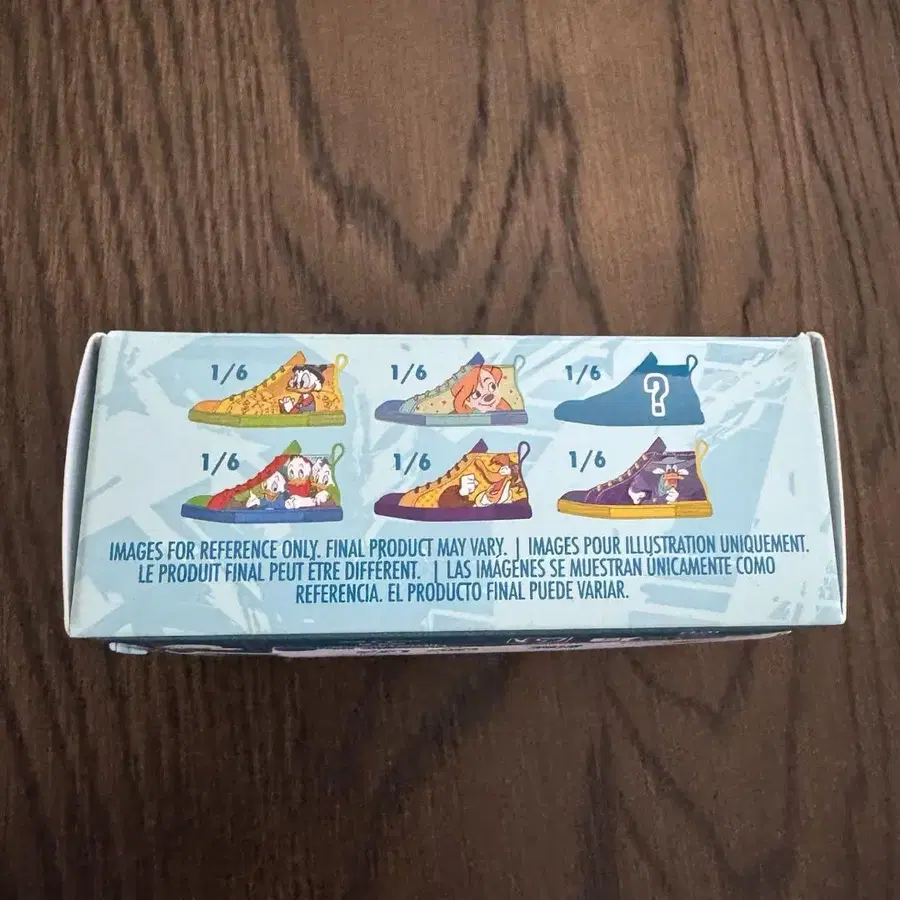 1/6
1/6
1/6
?
1/6
1/6
1/6
IMAGES FOR REFERENCE ONLY. FINAL PRODUCT MAY VARY. | IMAGES POUR ILLUSTRATION UNIQUEMENT.
LE PRODUIT FINAL PEUT ÊTRE DIFFÉRENT. | LAS IMÁGENES SE MUESTRAN ÚNICAMENTE COMO
REFERENCIA. EL PRODUCTO FINAL PUEDE VARIAR.